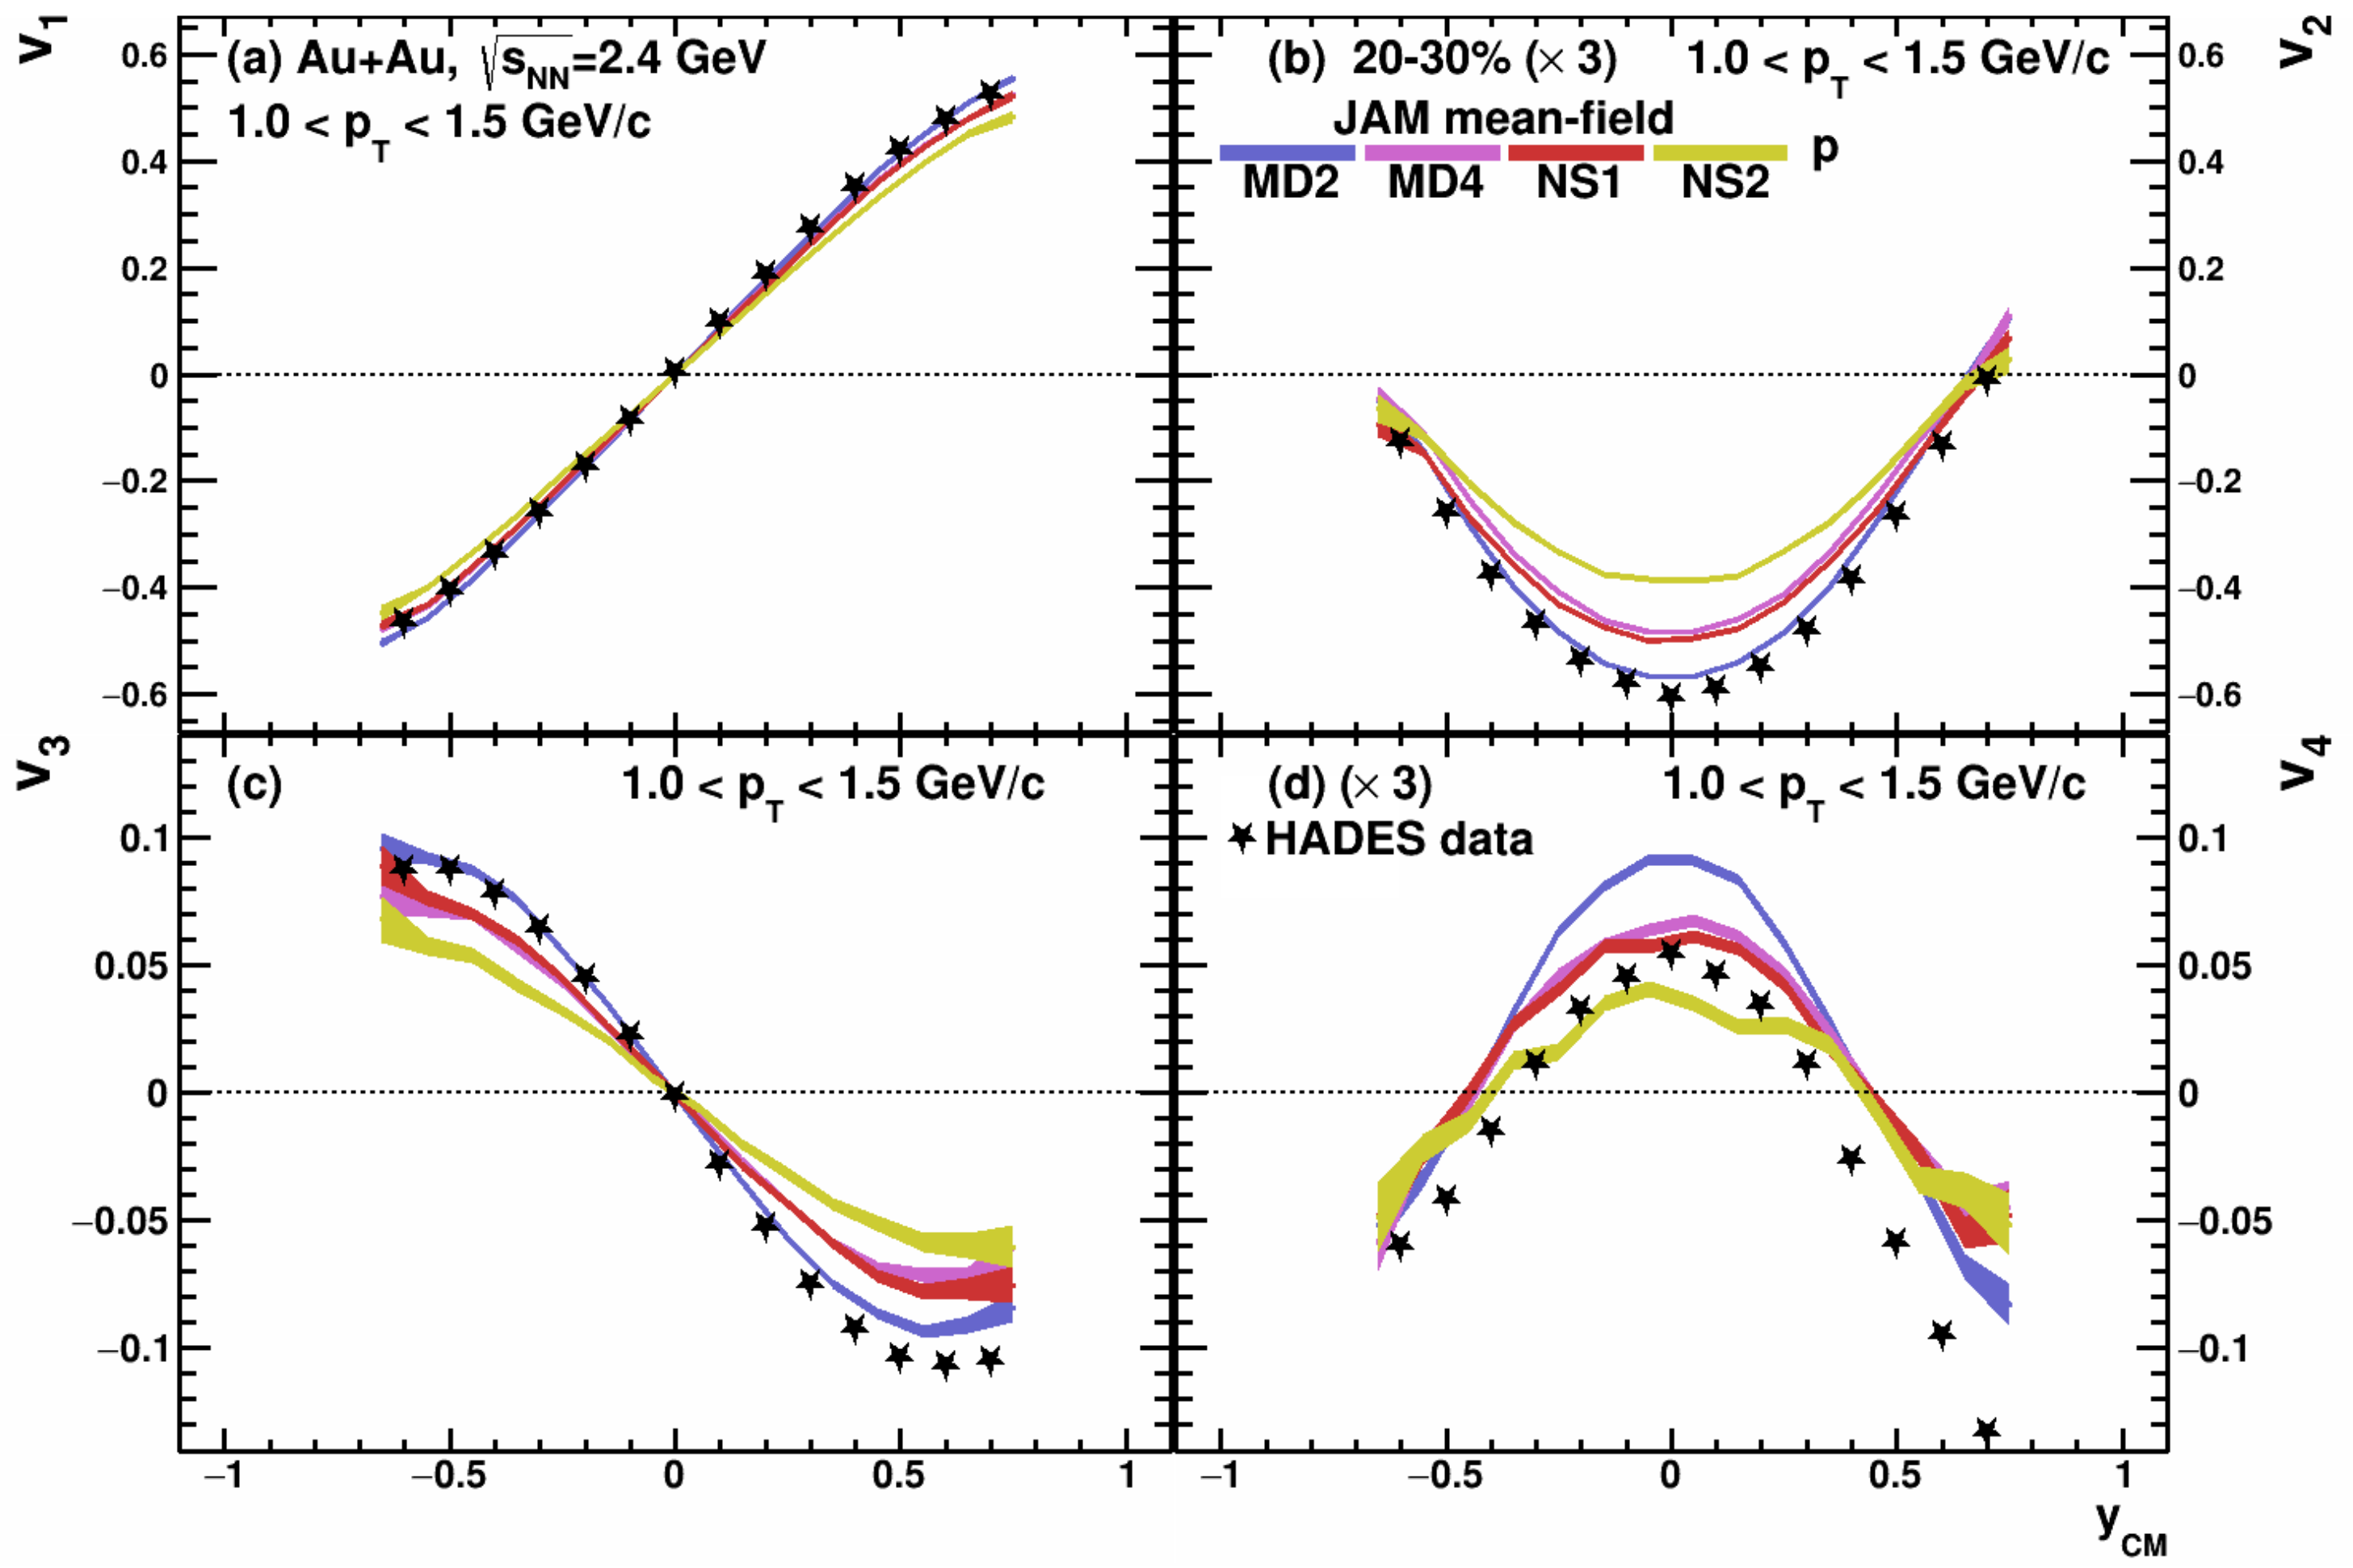 v1
(a) Au+Au, √sNN=2.4 GeV
1.0 < pT < 1.5 GeV/c
0.6
0.4
0.2
0
−0.2
−0.4
−0.6
(b) 20-30% (× 3) 1.0 < pT < 1.5 GeV/c
JAM mean-field
p
MD2 MD4 NS1 NS2
v2
0.6
0.4
0.2
0
−0.2
−0.4
−0.6
v3
(c) 1.0 < pT < 1.5 GeV/c
0.1
0.05
0
−0.05
−0.1
−1 −0.5 0 0.5 1
(d) (× 3) 1.0 < pT < 1.5 GeV/c
HADES data
v4
0.1
0.05
0
−0.05
−0.1
−1 −0.5 0 0.5 1
yCM